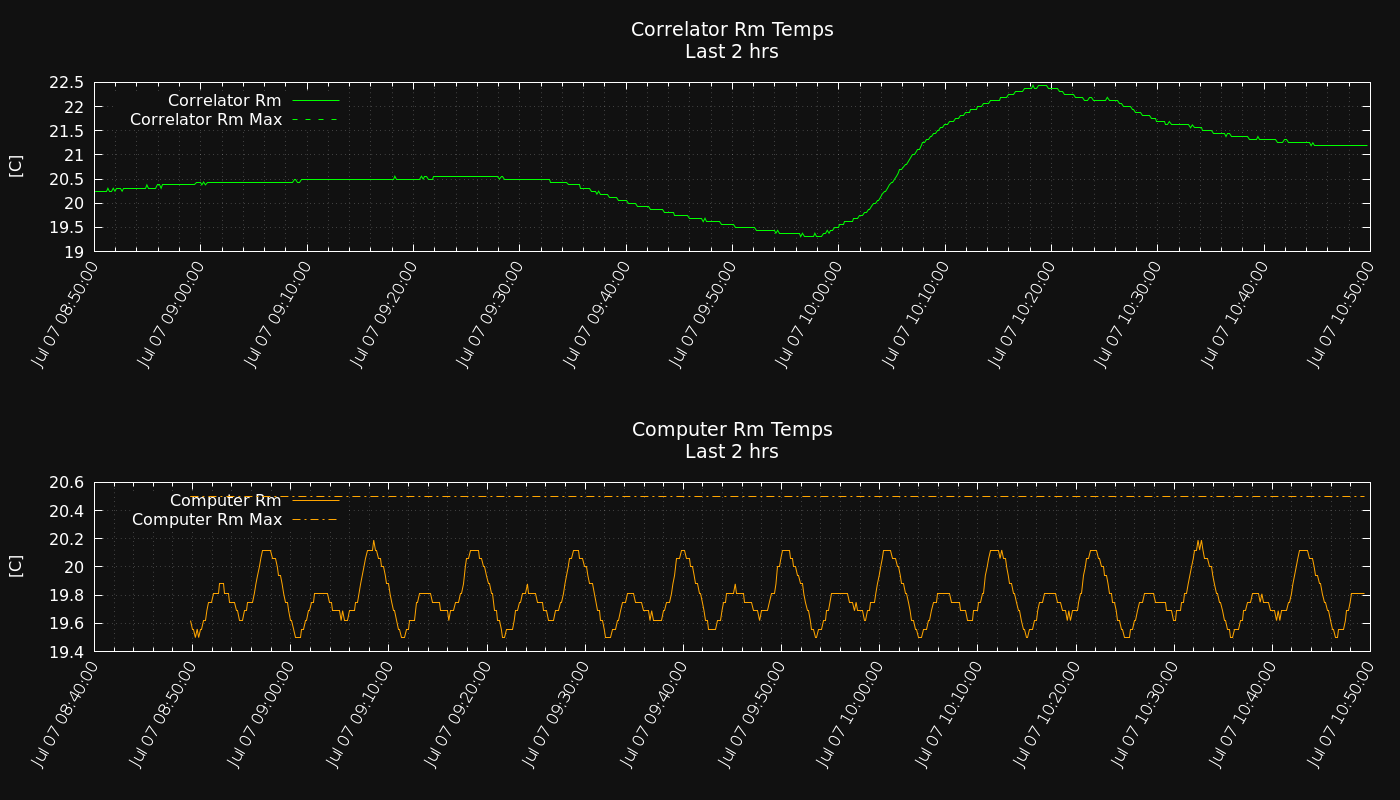 Correlator Rm Temps
Last 2 hrs
22.5
22
21.5
21
20.5
20
19.5
19
[C]
Correlator Rm
Correlator Rm Max
Jul 07 08:50:00
Jul 07 09:00:00
Jul 07 09:10:00
Jul 07 09:20:00
Jul 07 09:30:00
Jul 07 09:40:00
Jul 07 09:50:00
Jul 07 10:00:00
Jul 07 10:10:00
Jul 07 10:20:00
Jul 07 10:30:00
Jul 07 10:40:00
Jul 07 10:50:00
Computer Rm Temps
Last 2 hrs
20.6
20.4
20.2
20
19.8
19.6
19.4
[C]
Computer Rm
Computer Rm Max
Jul 07 08:40:00
Jul 07 08:50:00
Jul 07 09:00:00
Jul 07 09:10:00
Jul 07 09:20:00
Jul 07 09:30:00
Jul 07 09:40:00
Jul 07 09:50:00
Jul 07 10:00:00
Jul 07 10:10:00
Jul 07 10:20:00
Jul 07 10:30:00
Jul 07 10:40:00
Jul 07 10:50:00